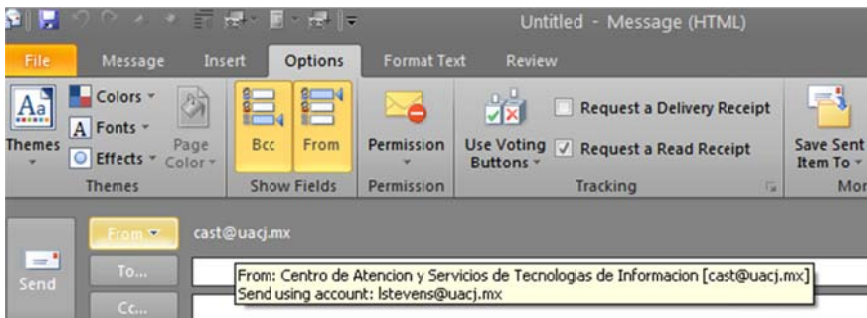 Untitled - Message (HTML)
File Message Insert Options Format Text Review
Colors
Fonts
Effects
Themes
Page Color
Themes
Bcc From
Show Fields
Permission
Permission
Use Voting Buttons
Request a Delivery Receipt
Request a Read Receipt
Tracking
Save Sent Item To
Mor
From cast@uacj.mx
Send
To...
From: Centro de Atencion y Servicios de Tecnologas de Informacion [cast@uacj.mx]
Send using account: lstevens@uacj.mx
Cc...